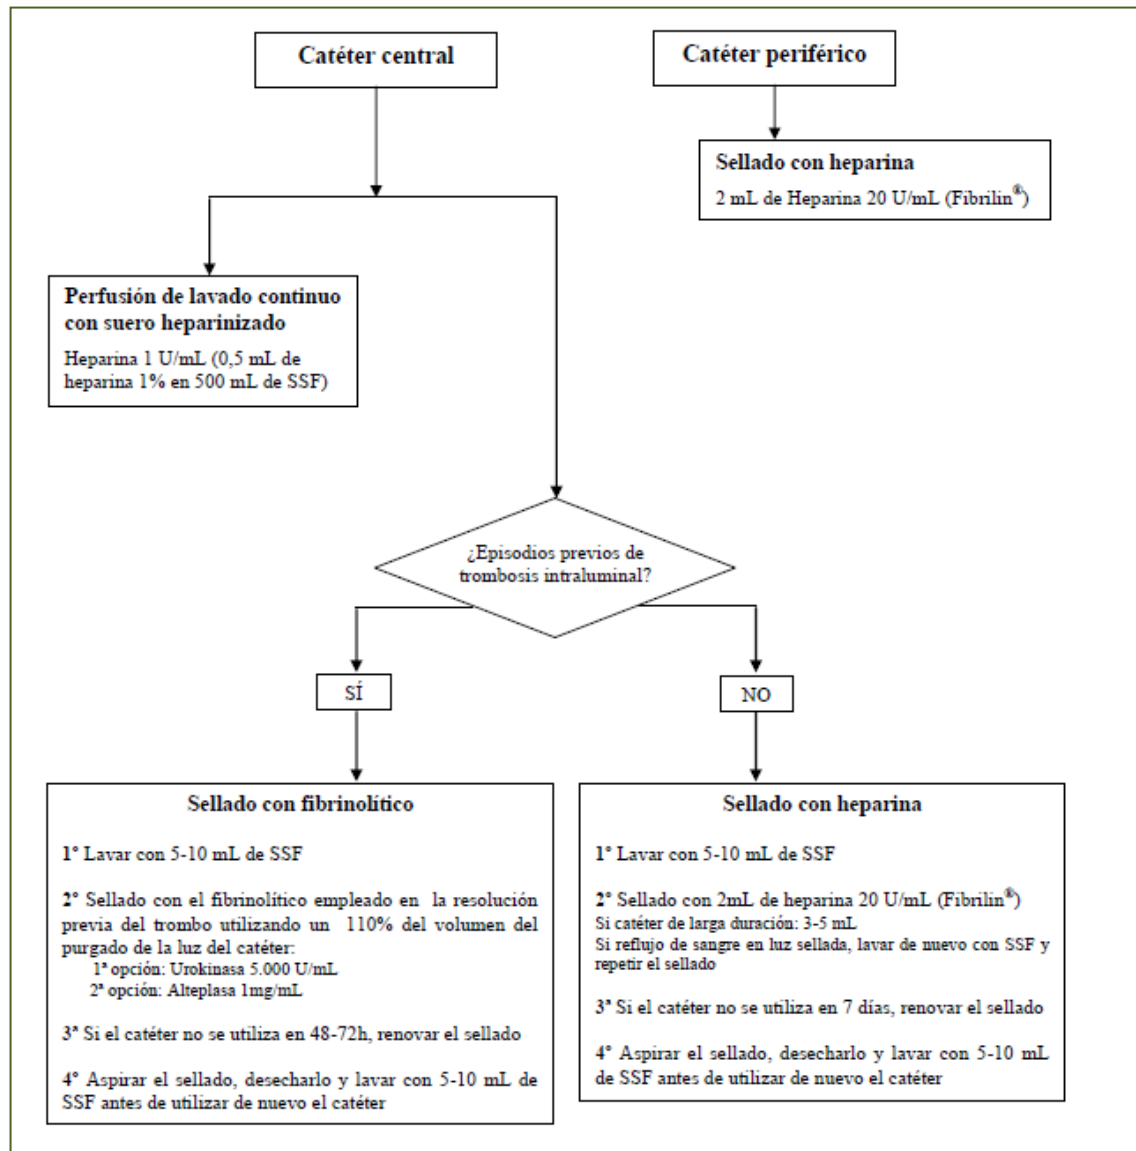 Catéter central
Catéter periférico
Sellado con heparina
2 mL de Heparina 20 U/mL (Fibrilin®)
Perfusión de lavado continuo
con suero heparinizado
Heparina 1 U/mL (0,5 mL de
heparina 1% en 500 mL de SSF)
¿Episodios previos de
trombosis intraluminal?
SÍ
NO
Sellado con fibrinolítico
1º Lavar con 5-10 mL de SSF
2º Sellado con el fibrinolítico empleado en la resolución
previa del trombo utilizando un 110% del volumen del
purgado de la luz del catéter:
1ª opción: Urokinasa 5.000 U/mL
2ª opción: Alteplasa 1mg/mL
3ª Si el catéter no se utiliza en 48-72h, renovar el sellado
4º Aspirar el sellado, desecharlo y lavar con 5-10 mL de
SSF antes de utilizar de nuevo el catéter
Sellado con heparina
1º Lavar con 5-10 mL de SSF
2º Sellado con 2mL de heparina 20 U/mL (Fibrilin®)
Si catéter de larga duración: 3-5 mL
Si reflujo de sangre en luz sellada, lavar de nuevo con SSF y
repetir el sellado
3ª Si el catéter no se utiliza en 7 días, renovar el sellado
4º Aspirar el sellado, desecharlo y lavar con 5-10 mL
de SSF antes de utilizar de nuevo el catéter